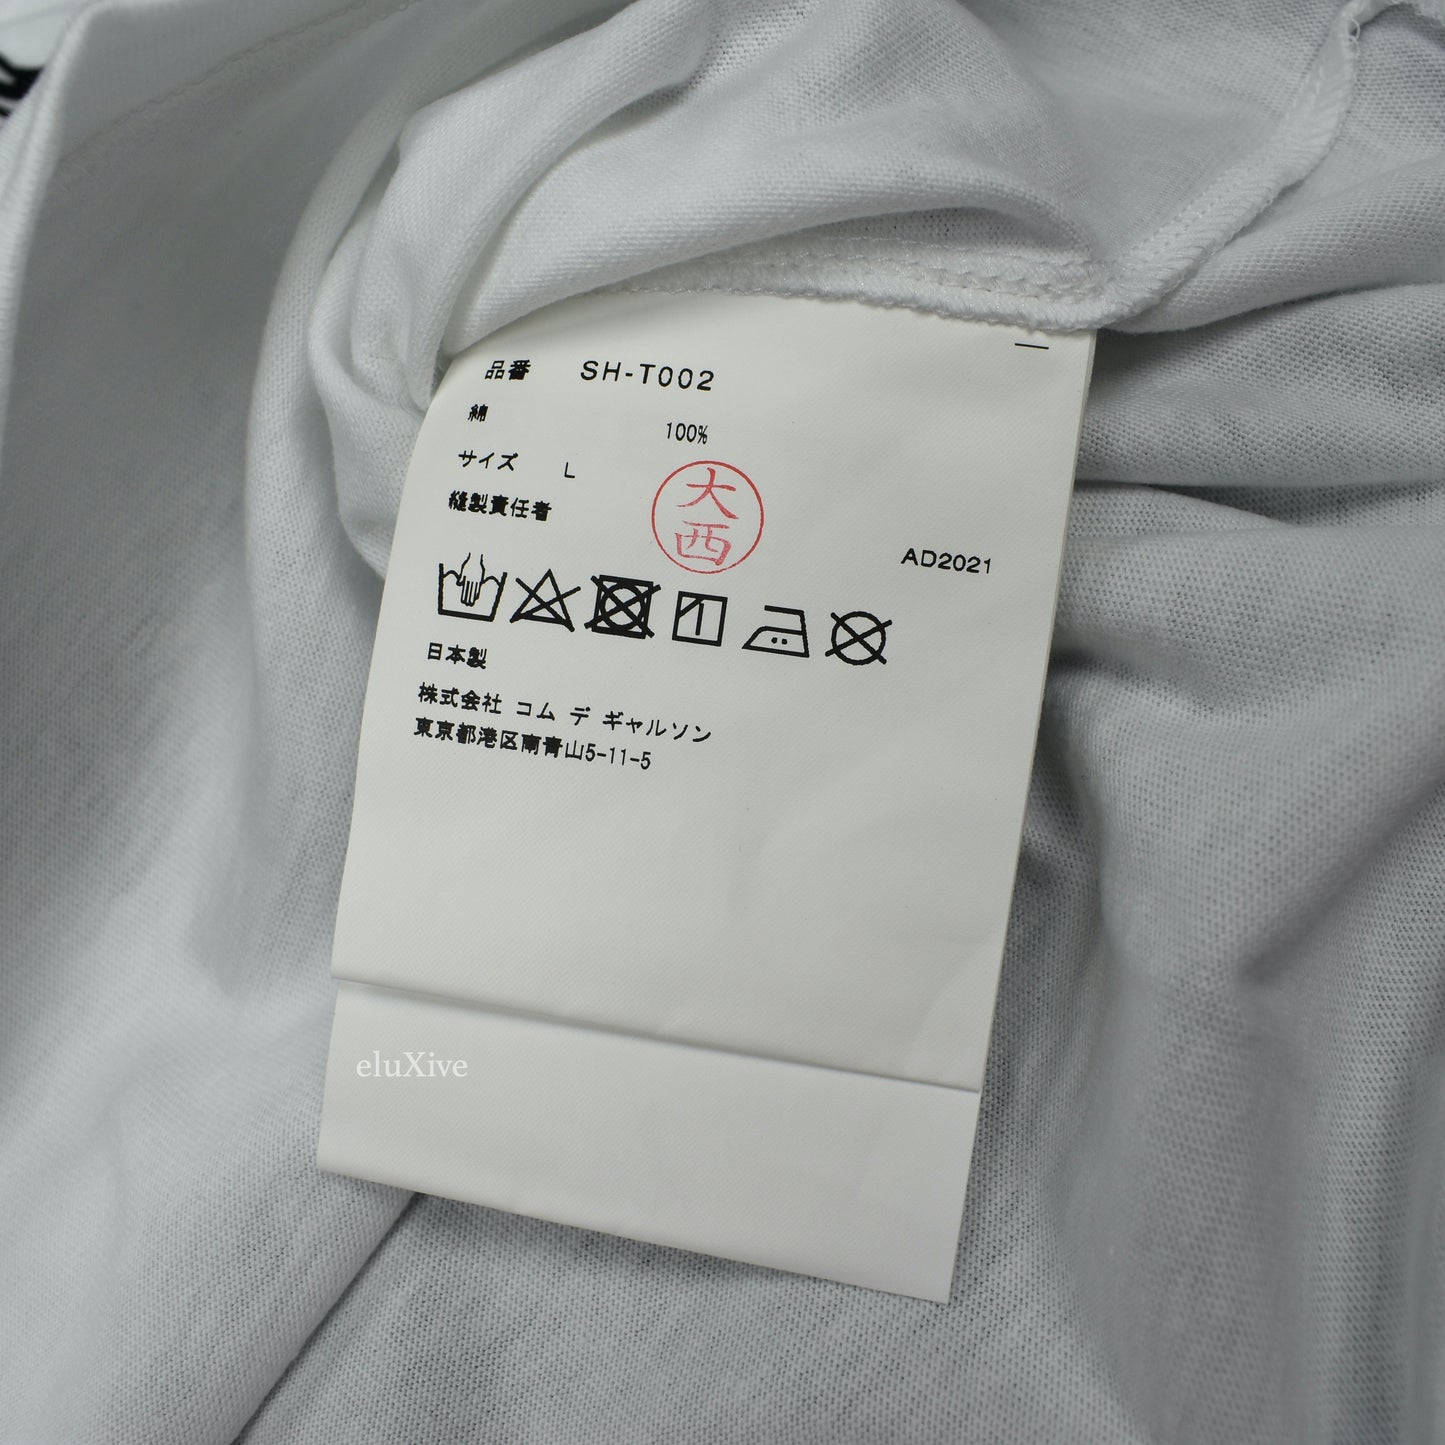 品番 SH-T002
綿 100%
サイズ L
縫製責任者 大西
AD2021
日本製
株式会社 コム デ ギャルソン
東京都港区南青山5-11-5
eluXive